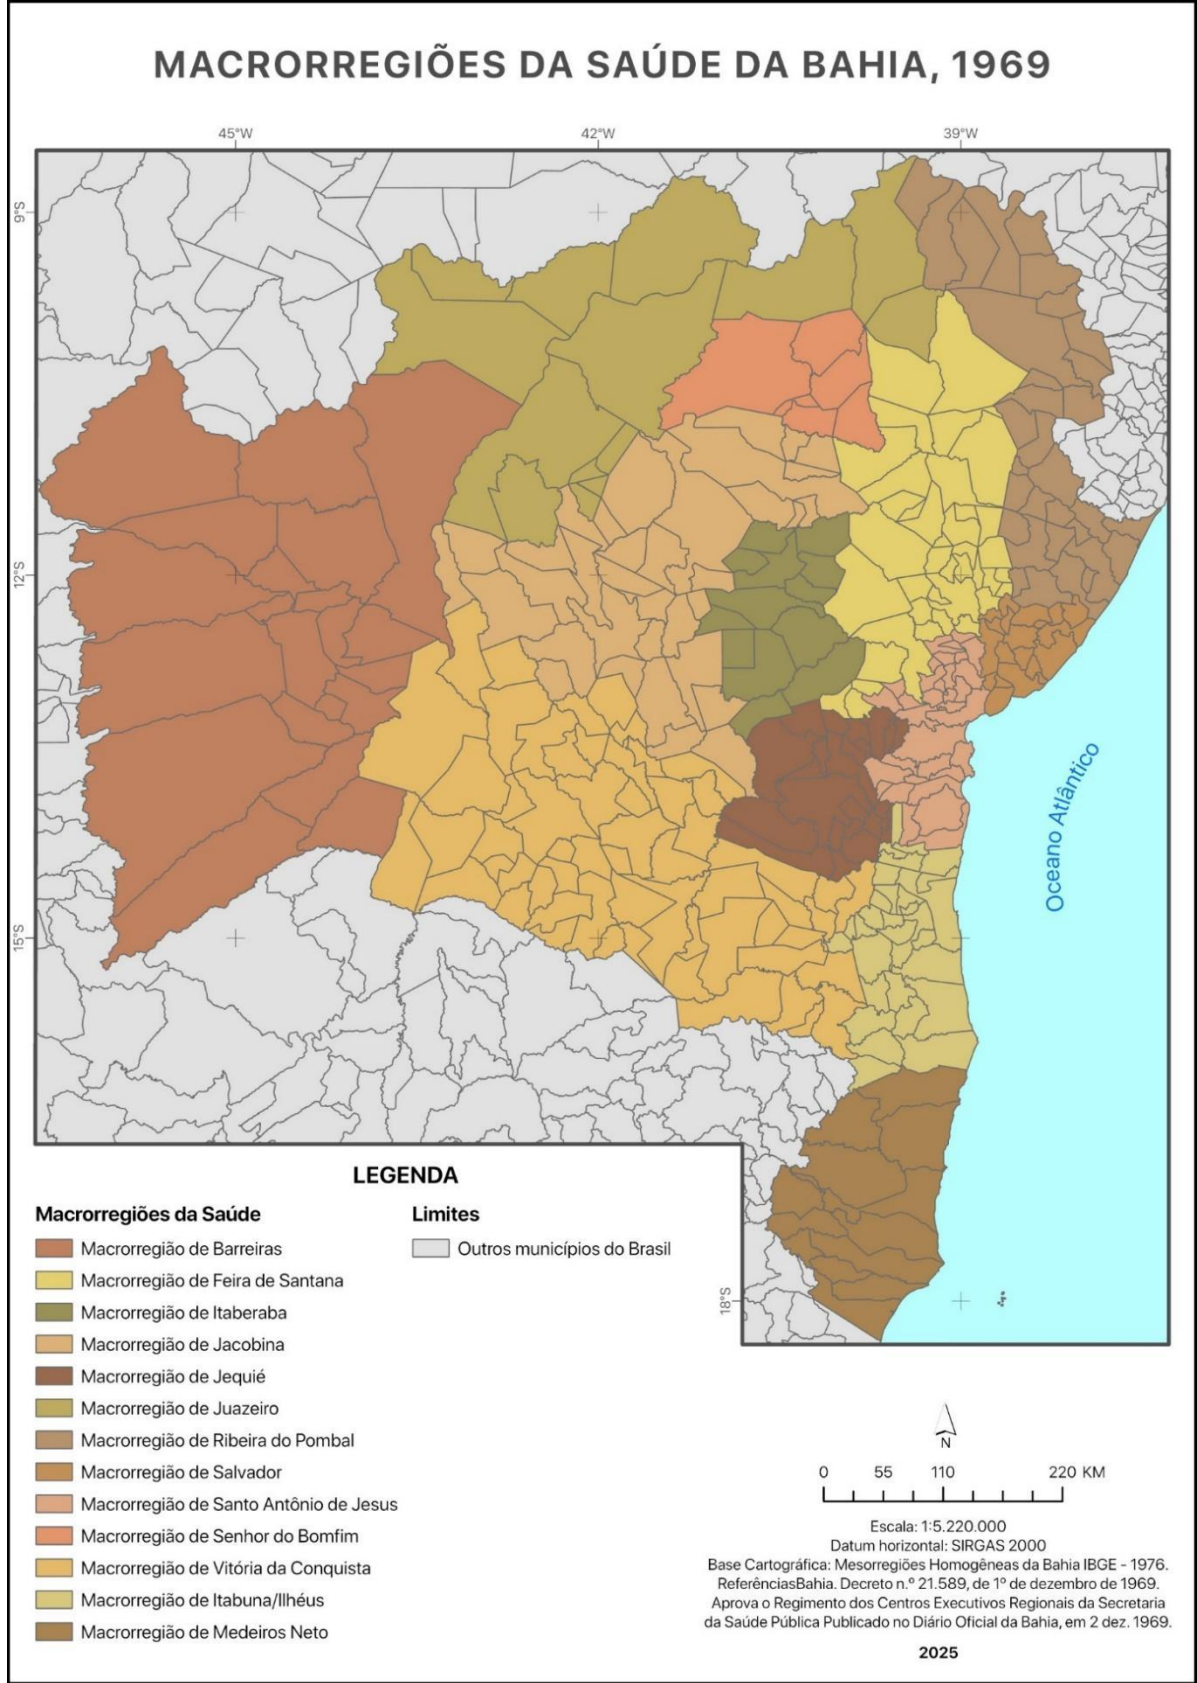 MACRORREGIÕES DA SAÚDE DA BAHIA, 1969
45°W
42°W
39°W
9°S
12°S
15°S
18°S
Oceano Atlântico
LEGENDA
Macrorregiões da Saúde
Macrorregião de Barreiras
Macrorregião de Feira de Santana
Macrorregião de Itaberaba
Macrorregião de Jacobina
Macrorregião de Jequié
Macrorregião de Juazeiro
Macrorregião de Ribeira do Pombal
Macrorregião de Salvador
Macrorregião de Santo Antônio de Jesus
Macrorregião de Senhor do Bomfim
Macrorregião de Vitória da Conquista
Macrorregião de Itabuna/Ilhéus
Macrorregião de Medeiros Neto
Limites
Outros municípios do Brasil
N
0 55 110 220 KM
Escala: 1:5.220.000
Datum horizontal: SIRGAS 2000
Base Cartográfica: Mesorregiões Homogêneas da Bahia IBGE - 1976.
ReferênciasBahia. Decreto n.º 21.589, de 1º de dezembro de 1969.
Aprova o Regimento dos Centros Executivos Regionais da Secretaria
da Saúde Pública Publicado no Diário Oficial da Bahia, em 2 dez. 1969.
2025